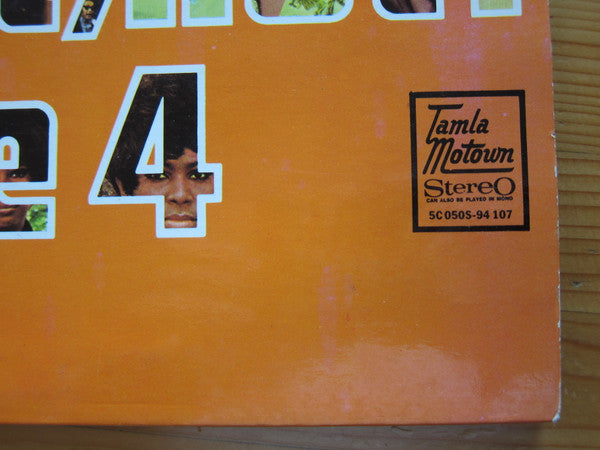 e 4
Tamla
Motown
StereO
CAN ALSO BE PLAYED IN MONO
5C 050S-94 107